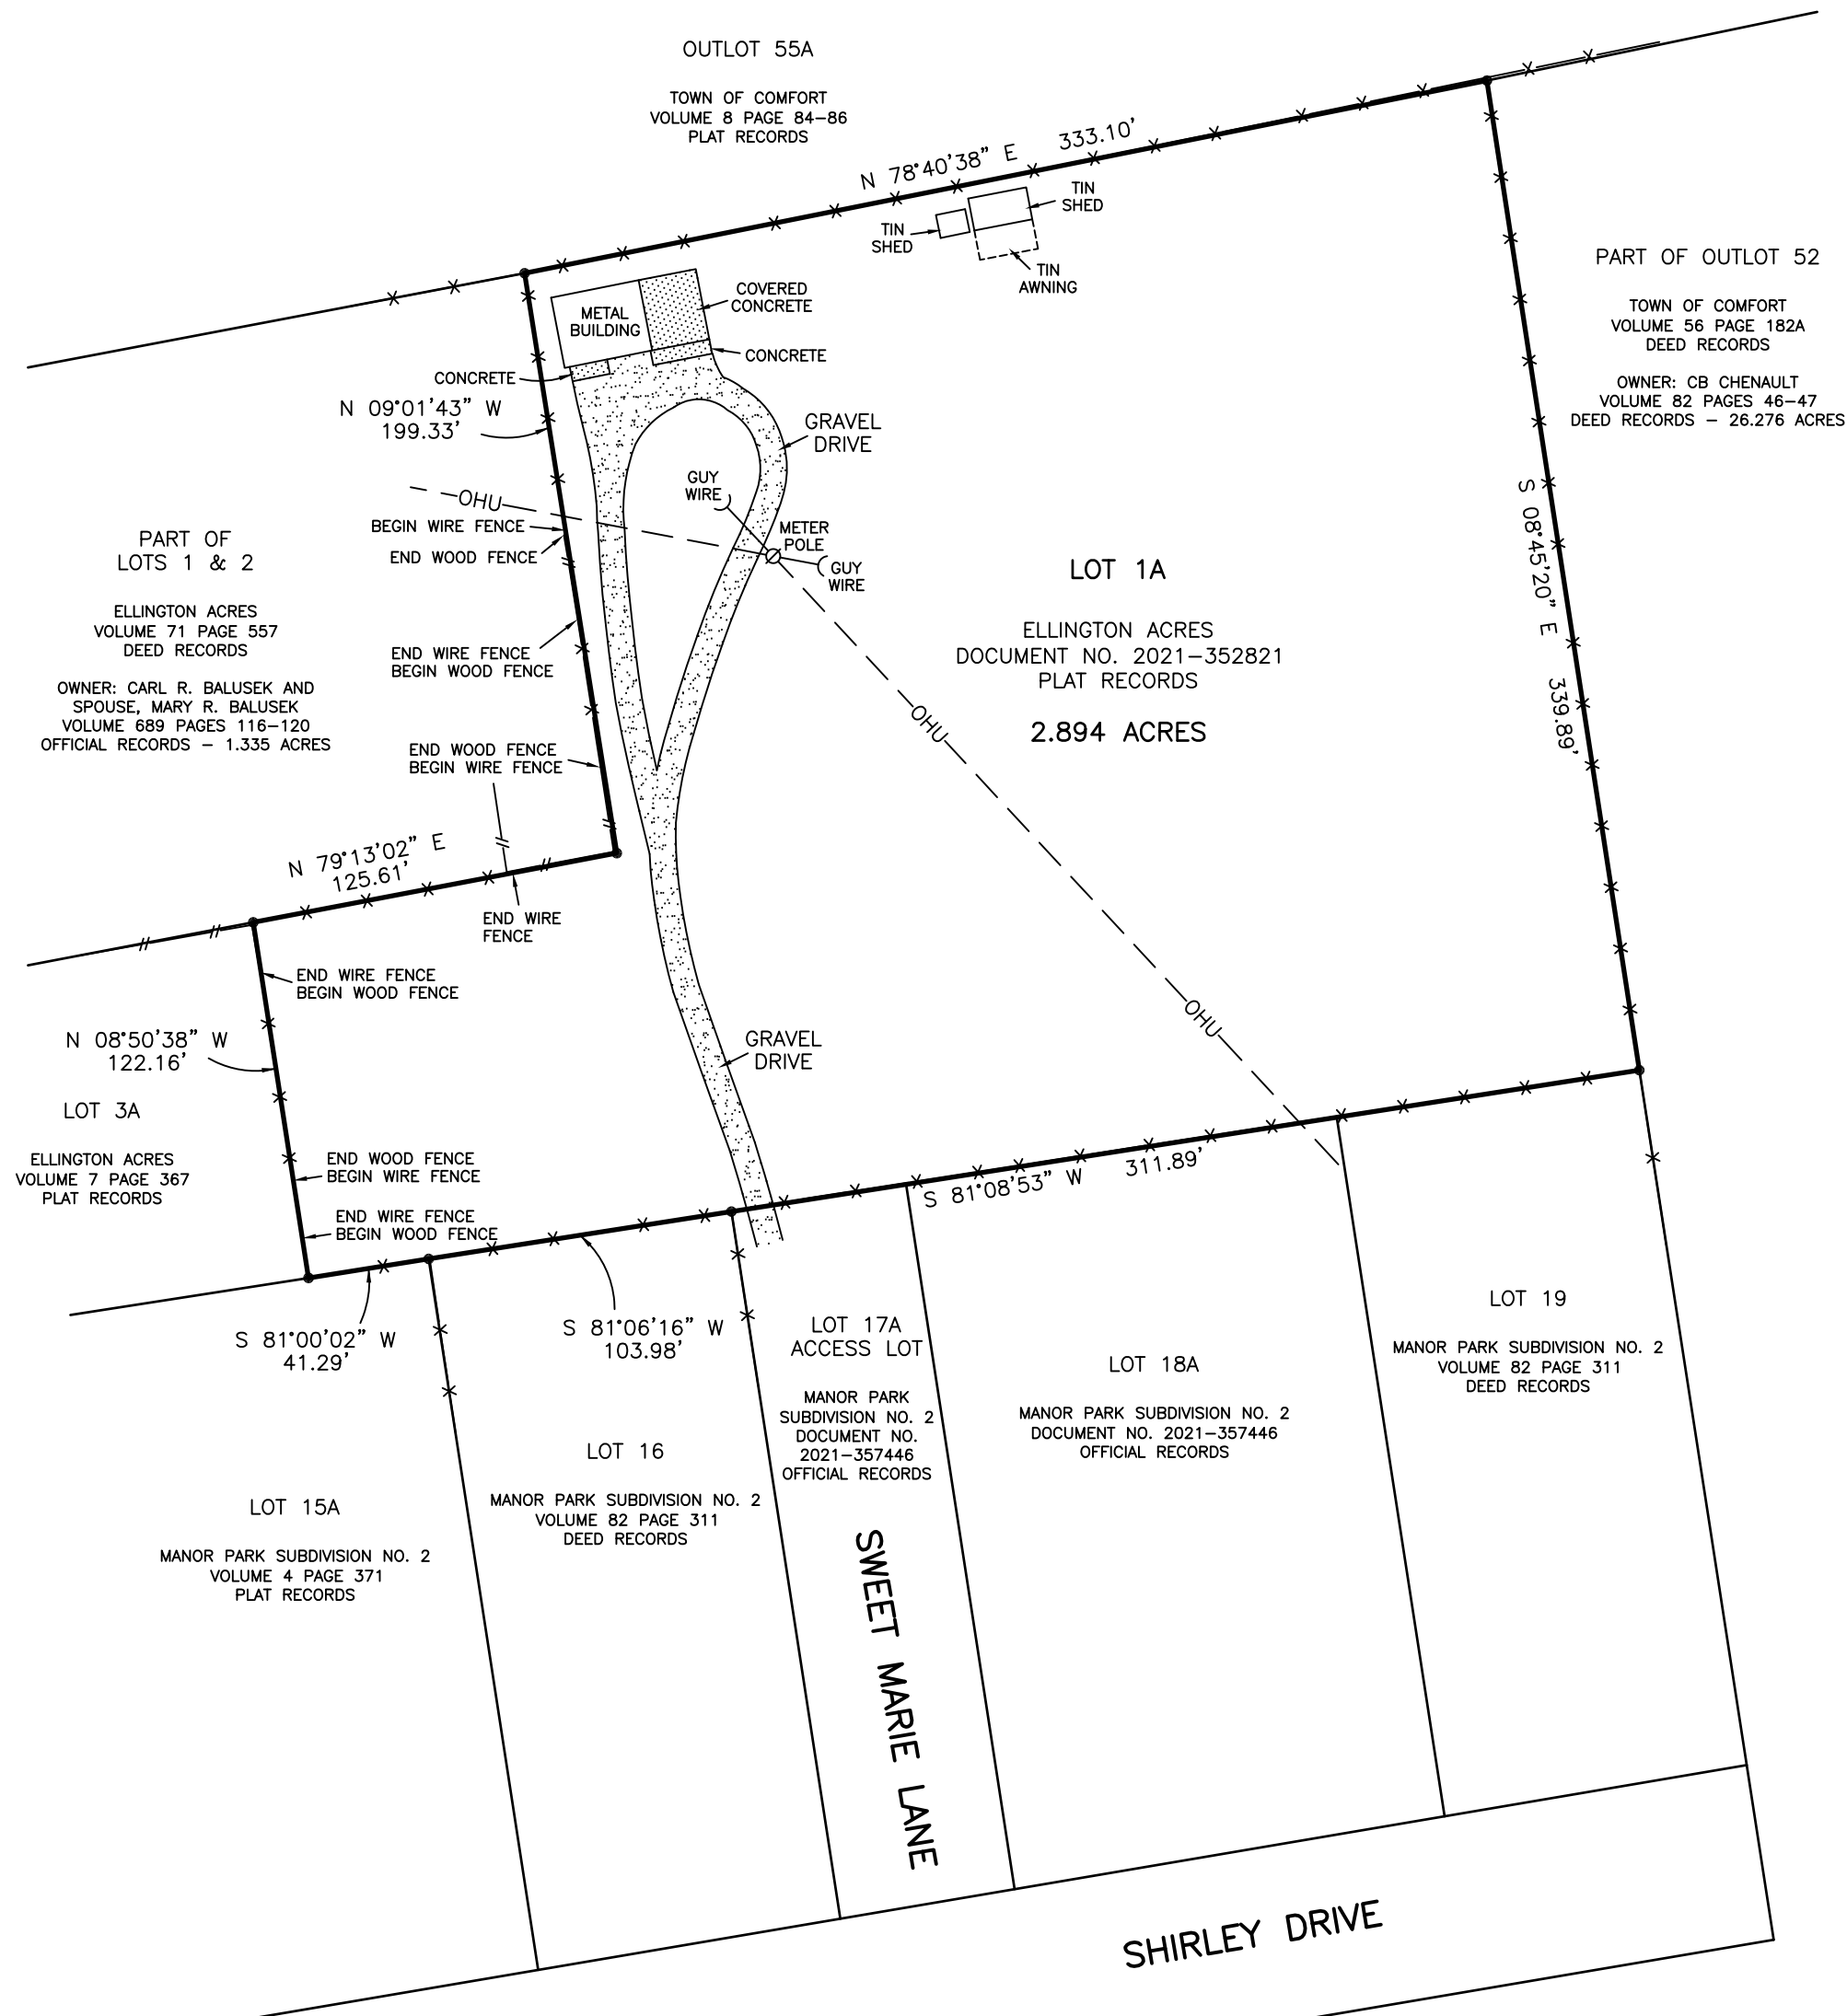 OUTLOT 55A
TOWN OF COMFORT
VOLUME 8 PAGE 84–86
PLAT RECORDS
N 78°40'38" E 333.10'
TIN
SHED
TIN
SHED
TIN
AWNING
PART OF OUTLOT 52
TOWN OF COMFORT
VOLUME 56 PAGE 182A
DEED RECORDS
OWNER: CB CHENAULT
VOLUME 82 PAGES 46–47
DEED RECORDS – 26.276 ACRES
METAL
BUILDING
COVERED
CONCRETE
CONCRETE
CONCRETE
N 09°01'43" W
199.33'
GRAVEL
DRIVE
GUY
WIRE
OHU
METER
POLE
GUY
WIRE
BEGIN WIRE FENCE
END WOOD FENCE
S 08°45'20" E 339.89'
PART OF
LOTS 1 & 2
ELLINGTON ACRES
VOLUME 71 PAGE 557
DEED RECORDS
OWNER: CARL R. BALUSEK AND
SPOUSE, MARY R. BALUSEK
VOLUME 689 PAGES 116–120
OFFICIAL RECORDS – 1.335 ACRES
LOT 1A
ELLINGTON ACRES
DOCUMENT NO. 2021–352821
PLAT RECORDS
2.894 ACRES
END WIRE FENCE
BEGIN WOOD FENCE
OHU
END WOOD FENCE
BEGIN WIRE FENCE
N 79°13'02" E
125.61'
END WIRE
FENCE
END WIRE FENCE
BEGIN WOOD FENCE
OHU
N 08°50'38" W
122.16'
GRAVEL
DRIVE
LOT 3A
ELLINGTON ACRES
VOLUME 7 PAGE 367
PLAT RECORDS
END WOOD FENCE
BEGIN WIRE FENCE
END WIRE FENCE
BEGIN WOOD FENCE
S 81°08'53" W 311.89'
S 81°00'02" W
41.29'
S 81°06'16" W
103.98'
LOT 17A
ACCESS LOT
MANOR PARK
SUBDIVISION NO. 2
DOCUMENT NO.
2021–357446
OFFICIAL RECORDS
LOT 18A
MANOR PARK SUBDIVISION NO. 2
DOCUMENT NO. 2021–357446
OFFICIAL RECORDS
LOT 19
MANOR PARK SUBDIVISION NO. 2
VOLUME 82 PAGE 311
DEED RECORDS
LOT 16
MANOR PARK SUBDIVISION NO. 2
VOLUME 82 PAGE 311
DEED RECORDS
LOT 15A
MANOR PARK SUBDIVISION NO. 2
VOLUME 4 PAGE 371
PLAT RECORDS
SWEET MARIE LANE
SHIRLEY DRIVE